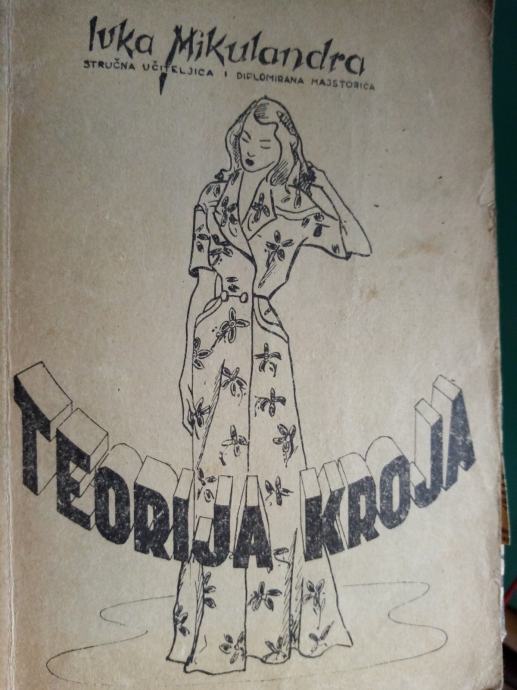 Ivka Mikulandra
STRUČNA UČITELJICA I DIPLOMIRANA MAJSTORICA
TEORIJA KROJA